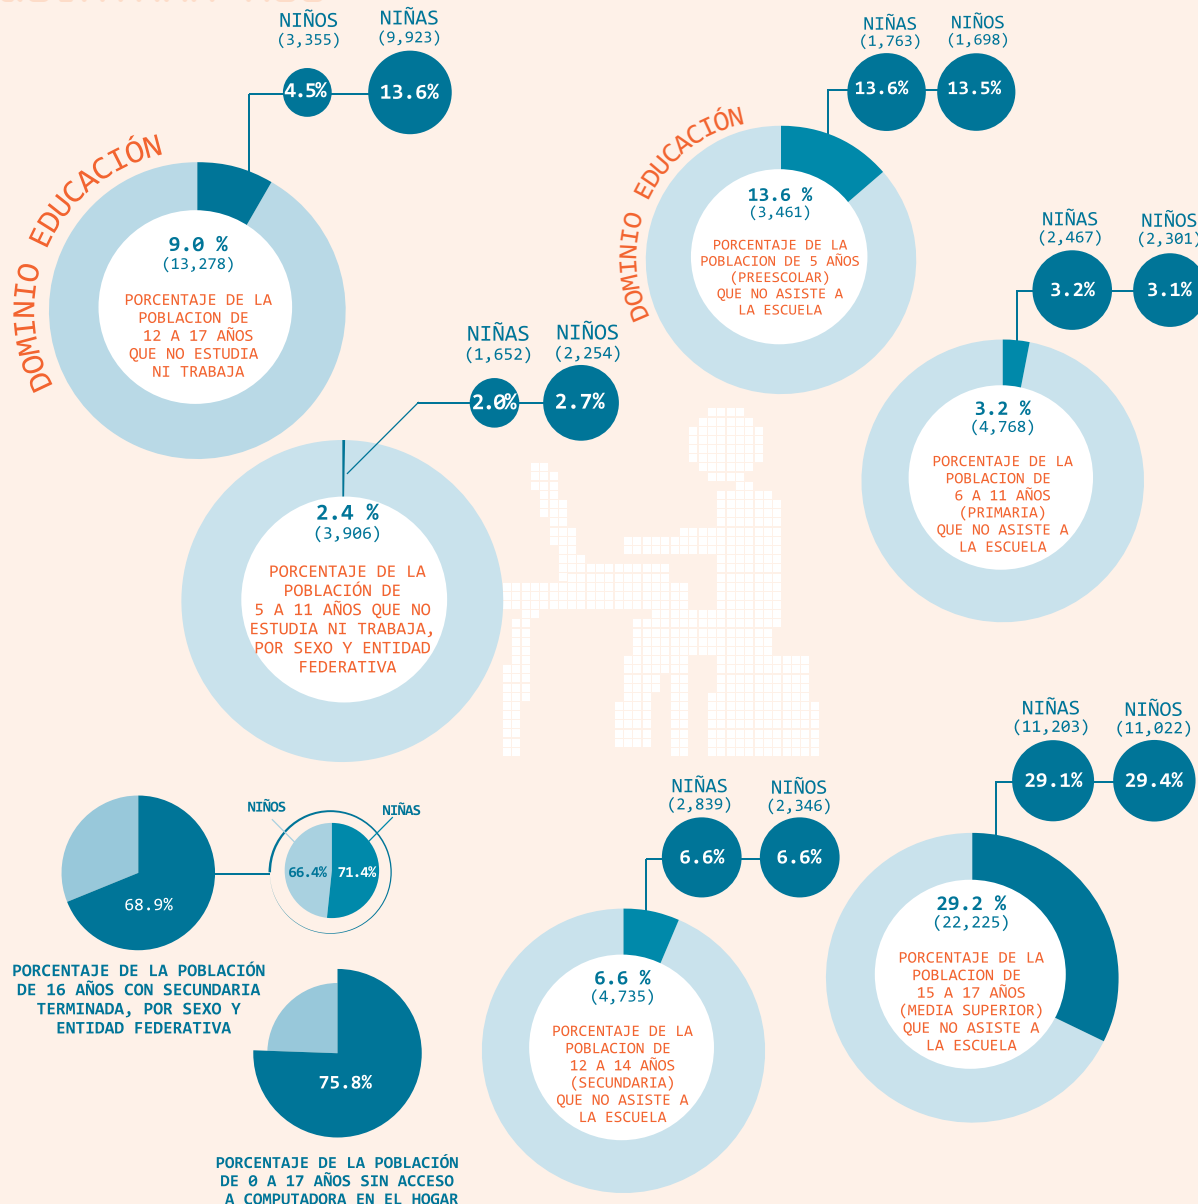 NIÑOS
(3,355)
4.5%
NIÑAS
(9,923)
13.6%
DOMINIO EDUCACIÓN
9.0 %
(13,278)
PORCENTAJE DE LA
POBLACION DE
12 A 17 AÑOS
QUE NO ESTUDIA
NI TRABAJA
NIÑAS
(1,763)
13.6%
NIÑOS
(1,698)
13.5%
DOMINIO EDUCACIÓN
13.6 %
(3,461)
PORCENTAJE DE LA
POBLACION DE 5 AÑOS
(PREESCOLAR)
QUE NO ASISTE A
LA ESCUELA
NIÑAS
(2,467)
3.2%
NIÑOS
(2,301)
3.1%
3.2 %
(4,768)
PORCENTAJE DE LA
POBLACION DE
6 A 11 AÑOS
(PRIMARIA)
QUE NO ASISTE A
LA ESCUELA
NIÑAS
(1,652)
2.0%
NIÑOS
(2,254)
2.7%
2.4 %
(3,906)
PORCENTAJE DE LA
POBLACIÓN DE
5 A 11 AÑOS QUE NO
ESTUDIA NI TRABAJA,
POR SEXO Y ENTIDAD
FEDERATIVA
NIÑAS
(11,203)
29.1%
NIÑOS
(11,022)
29.4%
29.2 %
(22,225)
PORCENTAJE DE LA
POBLACION DE
15 A 17 AÑOS
(MEDIA SUPERIOR)
QUE NO ASISTE A
LA ESCUELA
NIÑAS
(2,839)
6.6%
NIÑOS
(2,346)
6.6%
6.6 %
(4,735)
PORCENTAJE DE LA
POBLACION DE
12 A 14 AÑOS
(SECUNDARIA)
QUE NO ASISTE A
LA ESCUELA
68.9%
NIÑOS
NIÑAS
66.4%
71.4%
PORCENTAJE DE LA POBLACIÓN
DE 16 AÑOS CON SECUNDARIA
TERMINADA, POR SEXO Y
ENTIDAD FEDERATIVA
75.8%
PORCENTAJE DE LA POBLACIÓN
DE 0 A 17 AÑOS SIN ACCESO
A COMPUTADORA EN EL HOGAR